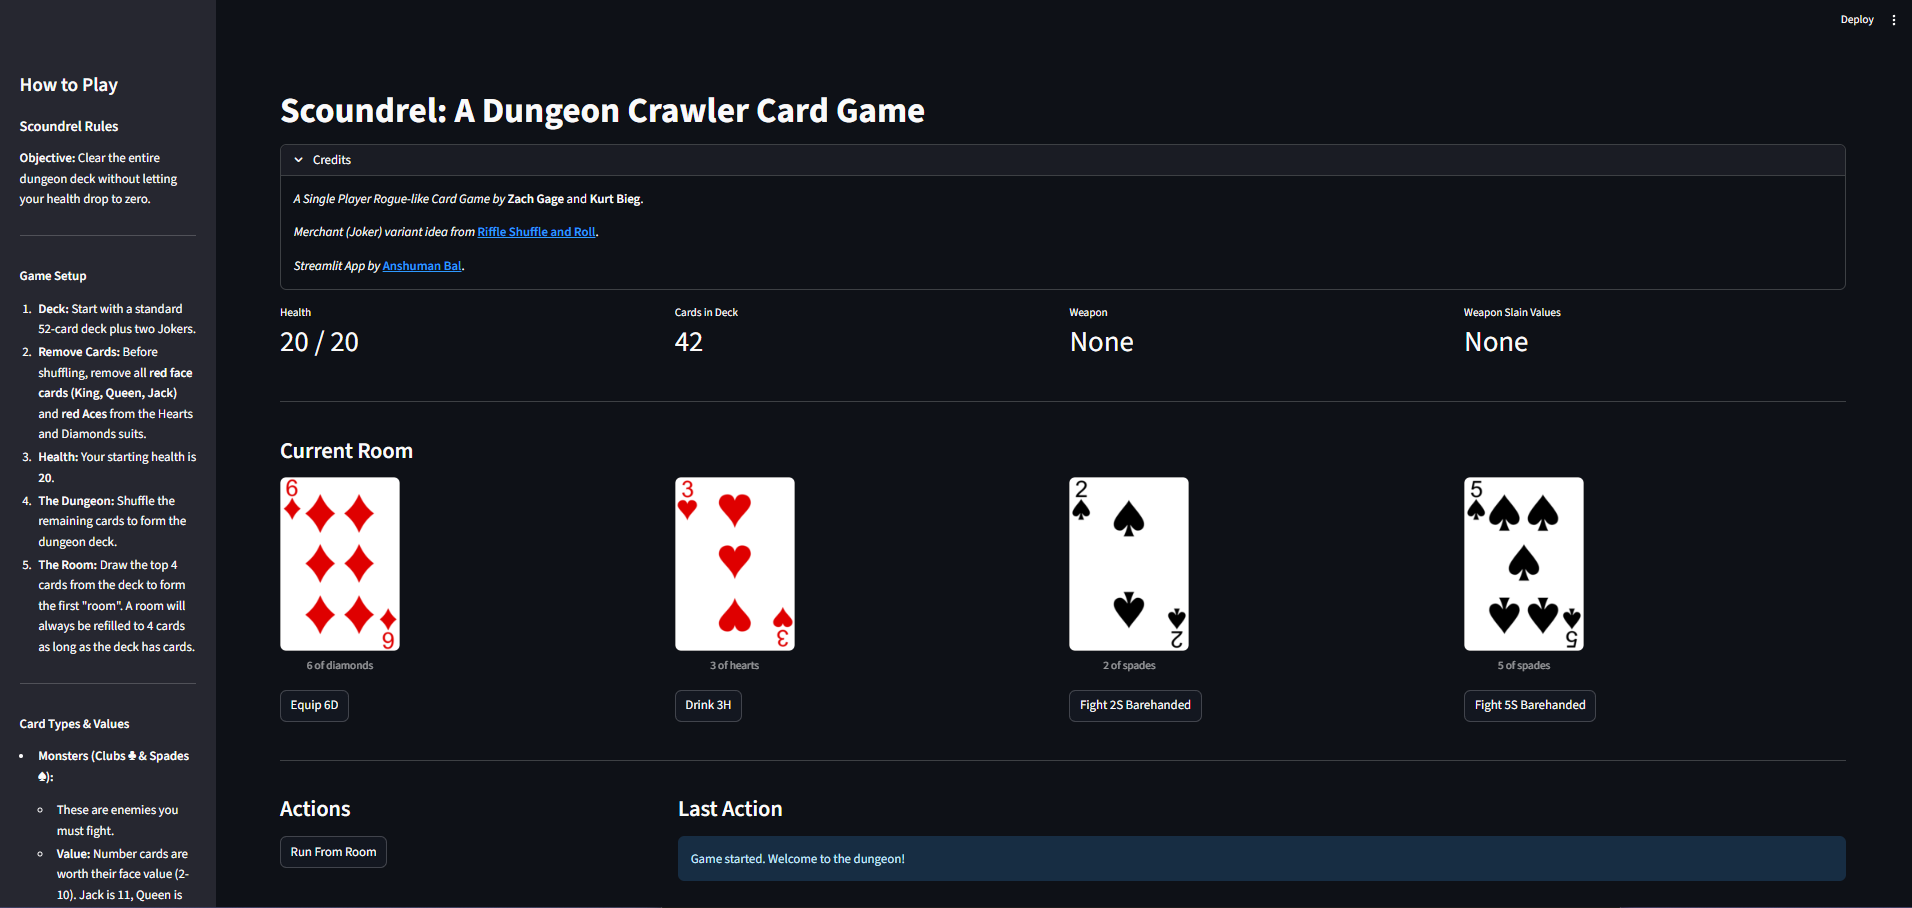 Deploy
How to Play
Scoundrel Rules
Objective: Clear the entire
dungeon deck without letting
your health drop to zero.
Game Setup
1. Deck: Start with a standard
52-card deck plus two Jokers.
2. Remove Cards: Before
shuffling, remove all red face
cards (King, Queen, Jack)
and red Aces from the Hearts
and Diamonds suits.
3. Health: Your starting health is
20.
4. The Dungeon: Shuffle the
remaining cards to form the
dungeon deck.
5. The Room: Draw the top 4
cards from the deck to form
the first "room". A room will
always be refilled to 4 cards
as long as the deck has cards.
Card Types & Values
• Monsters (Clubs ♣ & Spades
♠):
◦ These are enemies you
must fight.
◦ Value: Number cards are
worth their face value (2-
10). Jack is 11, Queen is
Scoundrel: A Dungeon Crawler Card Game
Credits
A Single Player Rogue-like Card Game by Zach Gage and Kurt Bieg.
Merchant (Joker) variant idea from Riffle Shuffle and Roll.
Streamlit App by Anshuman Bal.
Health
20 / 20
Cards in Deck
42
Weapon
None
Weapon Slain Values
None
Current Room
6
6
6 of diamonds
Equip 6D
3
3
3 of hearts
Drink 3H
2
2
2 of spades
Fight 2S Barehanded
5
5
5 of spades
Fight 5S Barehanded
Actions
Run From Room
Last Action
Game started. Welcome to the dungeon!